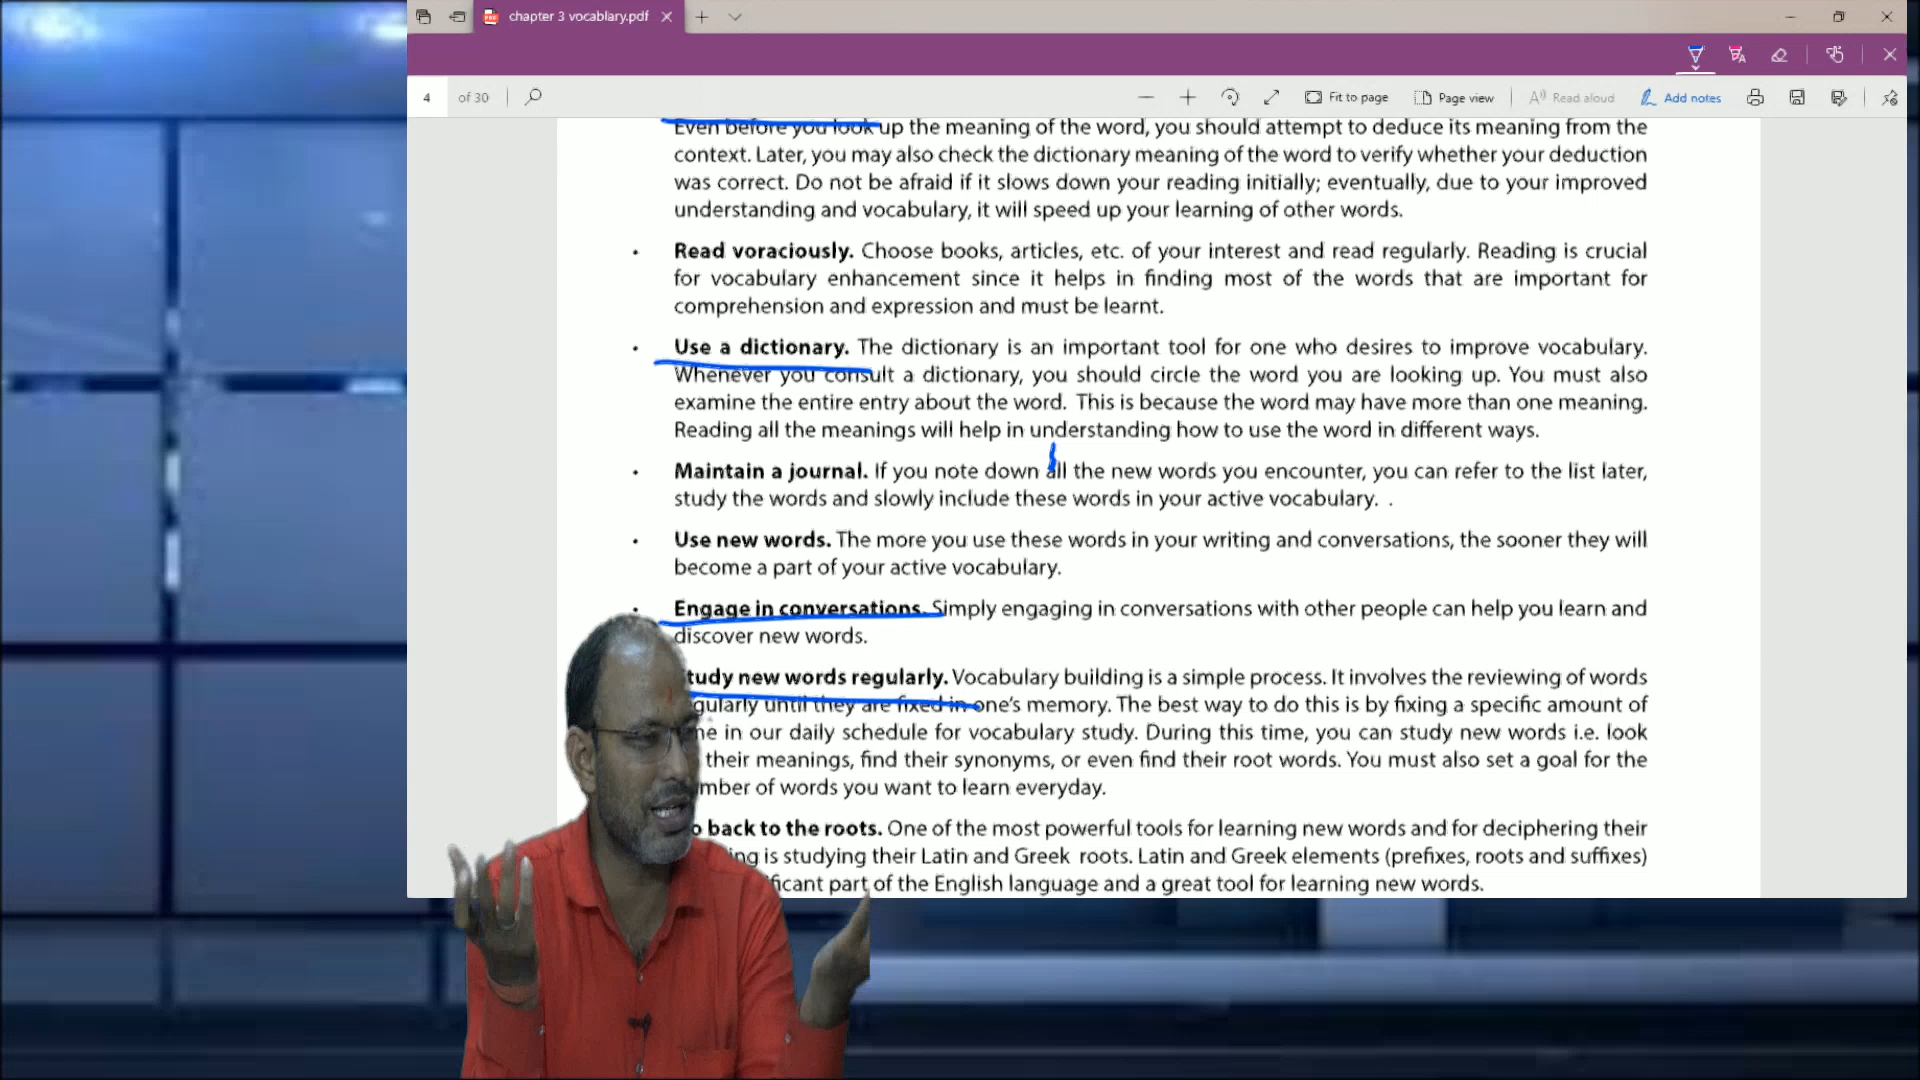 chapter 3 vocablary.pdf
4 of 30
Fit to page
Page view
Read aloud
Add notes
Even before you look up the meaning of the word, you should attempt to deduce its meaning from the
context. Later, you may also check the dictionary meaning of the word to verify whether your deduction
was correct. Do not be afraid if it slows down your reading initially; eventually, due to your improved
understanding and vocabulary, it will speed up your learning of other words.
• Read voraciously. Choose books, articles, etc. of your interest and read regularly. Reading is crucial
for vocabulary enhancement since it helps in finding most of the words that are important for
comprehension and expression and must be learnt.
• Use a dictionary. The dictionary is an important tool for one who desires to improve vocabulary.
Whenever you consult a dictionary, you should circle the word you are looking up. You must also
examine the entire entry about the word. This is because the word may have more than one meaning.
Reading all the meanings will help in understanding how to use the word in different ways.
• Maintain a journal. If you note down all the new words you encounter, you can refer to the list later,
study the words and slowly include these words in your active vocabulary. .
• Use new words. The more you use these words in your writing and conversations, the sooner they will
become a part of your active vocabulary.
• Engage in conversations. Simply engaging in conversations with other people can help you learn and
discover new words.
tudy new words regularly. Vocabulary building is a simple process. It involves the reviewing of words
gularly until they are fixed in one's memory. The best way to do this is by fixing a specific amount of
me in our daily schedule for vocabulary study. During this time, you can study new words i.e. look
their meanings, find their synonyms, or even find their root words. You must also set a goal for the
mber of words you want to learn everyday.
o back to the roots. One of the most powerful tools for learning new words and for deciphering their
ing is studying their Latin and Greek roots. Latin and Greek elements (prefixes, roots and suffixes)
ficant part of the English language and a great tool for learning new words.